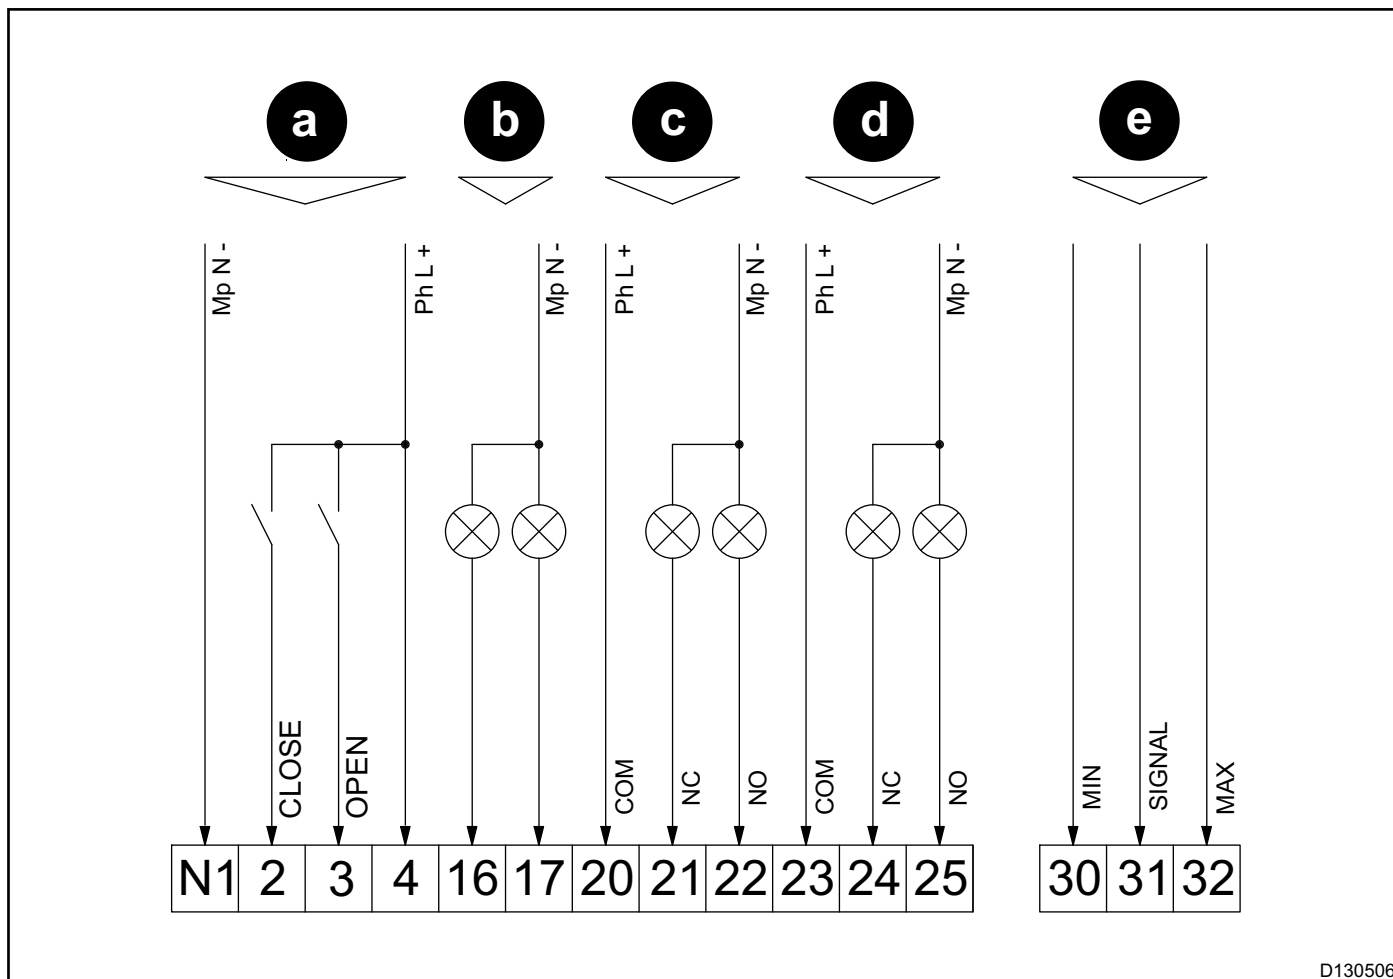 a b c d e
Mp N -
Ph L +
Mp N -
Ph L +
Mp N -
Ph L +
Mp N -
CLOSE
OPEN
COM
NC
NO
COM
NC
NO
MIN
SIGNAL
MAX
N1 2 3 4 16 17 20 21 22 23 24 25 30 31 32
D130506